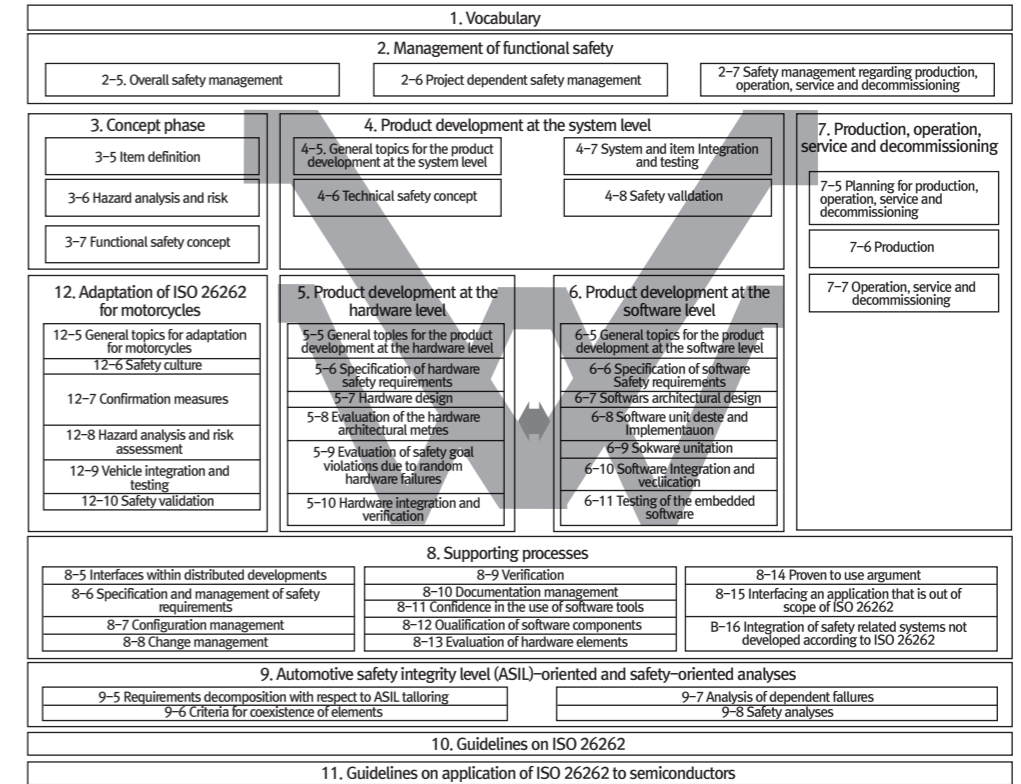 1. Vocabulary
2. Management of functional safety
2-5. Overall safety management
2-6 Project dependent safety management
2-7 Safety management regarding production,
operation, service and decommissioning
3. Concept phase
3-5 Item definition
3-6 Hazard analysis and risk
3-7 Functional safety concept
4. Product development at the system level
4-5. General topics for the product
development at the system level
4-6 Technical safety concept
4-7 System and item Integration
and testing
4-8 Safety valldation
7. Production, operation,
service and decommissioning
7-5 Planning for production,
operation, service and
decommissioning
7-6 Production
7-7 Operation, service and
decommissioning
12. Adaptation of ISO 26262
for motorcycles
12-5 General topics for adaptation
for motorcycles
12-6 Safety culture
12-7 Confirmation measures
12-8 Hazard analysis and risk
assessment
12-9 Vehicle integration and
testing
12-10 Safety validation
5. Product development at the
hardware level
5-5 General toples for the product
development at the hardware level
5-6 Specification of hardware
safety requirements
5-7 Hardware design
5-8 Evaluation of the hardware
architectural metres
5-9 Evaluation of safety goal
violations due to random
hardware failures
5-10 Hardware integration and
verification
6. Product development at the
software level
6-5 General topics for the product
development at the software level
6-6 Specification of software
Safety requirements
6-7 Softwars architectural design
6-8 Software unit deste and
Implementauon
6-9 Sokware unitation
6-10 Software Integration and
vecliication
6-11 Testing of the embedded
software
8. Supporting processes
8-5 Interfaces within distributed developments
8-6 Specification and management of safety
requirements
8-7 Configuration management
8-8 Change management
8-9 Verification
8-10 Documentation management
8-11 Confidence in the use of software tools
8-12 Oualification of software components
8-13 Evaluation of hardware elements
8-14 Proven to use argument
8-15 Interfacing an application that is out of
scope of ISO 26262
B-16 Integration of safety related systems not
developed according to ISO 26262
9. Automotive safety integrity level (ASIL)-oriented and safety-oriented analyses
9-5 Requirements decomposition with respect to ASIL talloring
9-6 Criteria for coexistence of elements
9-7 Analysis of dependent failures
9-8 Safety analyses
10. Guidelines on ISO 26262
11. Guidelines on application of ISO 26262 to semiconductors